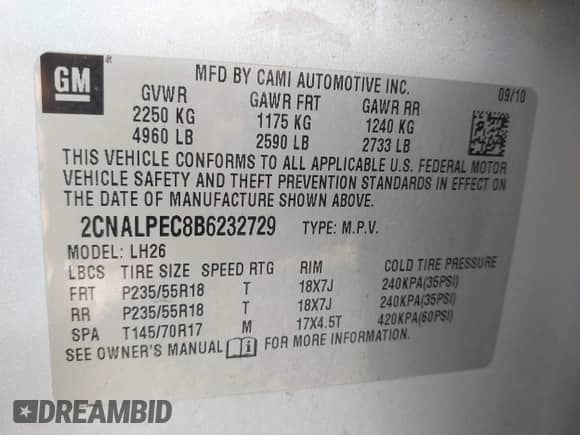 GM
MFD BY CAMI AUTOMOTIVE INC. 09/10
GVWR GAWR FRT GAWR RR
2250 KG 1175 KG 1240 KG
4960 LB 2590 LB 2733 LB
THIS VEHICLE CONFORMS TO ALL APPLICABLE U.S. FEDERAL MOTOR
VEHICLE SAFETY AND THEFT PREVENTION STANDARDS IN EFFECT ON
THE DATE OF MANUFACTURE SHOWN ABOVE.
2CNALPEC8B6232729 TYPE: M.P.V.
MODEL: LH26
LBCS TIRE SIZE SPEED RTG RIM COLD TIRE PRESSURE
FRT P235/55R18 T 18X7J 240KPA(35PSI)
RR P235/55R18 T 18X7J 240KPA(35PSI)
SPA T145/70R17 M 17X4.5T 420KPA(60PSI)
SEE OWNER'S MANUAL i FOR MORE INFORMATION.
DREAMBID